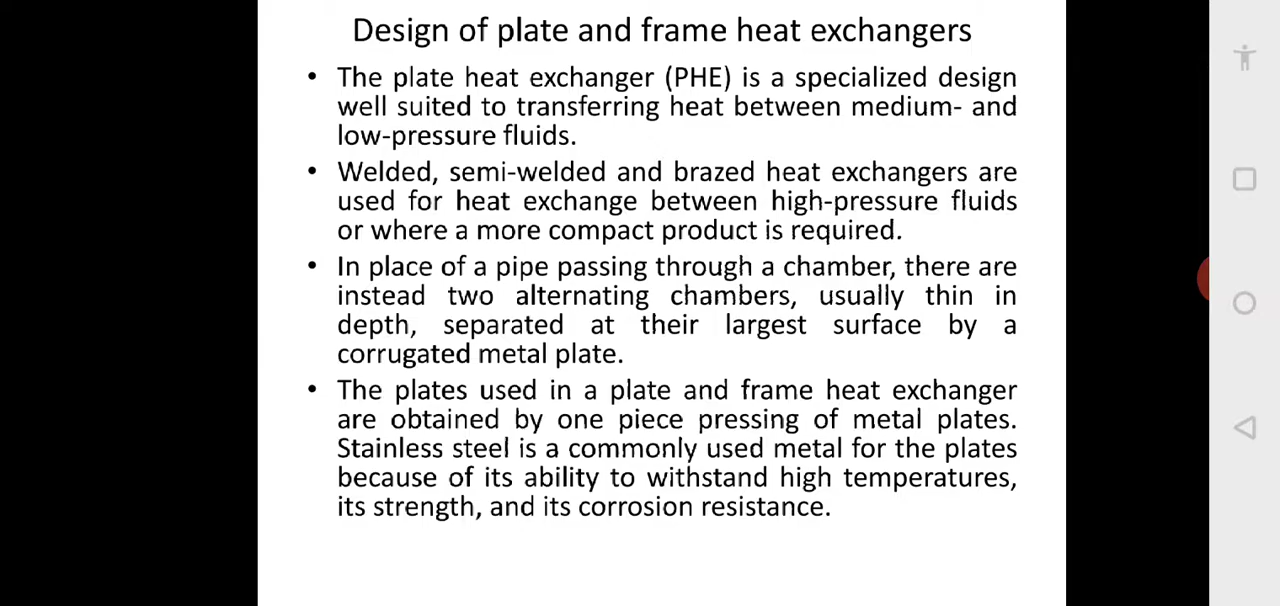 Design of plate and frame heat exchangers
• The plate heat exchanger (PHE) is a specialized design
well suited to transferring heat between medium- and
low-pressure fluids.
• Welded, semi-welded and brazed heat exchangers are
used for heat exchange between high-pressure fluids
or where a more compact product is required.
• In place of a pipe passing through a chamber, there are
instead two alternating chambers, usually thin in
depth, separated at their largest surface by a
corrugated metal plate.
• The plates used in a plate and frame heat exchanger
are obtained by one piece pressing of metal plates.
Stainless steel is a commonly used metal for the plates
because of its ability to withstand high temperatures,
its strength, and its corrosion resistance.